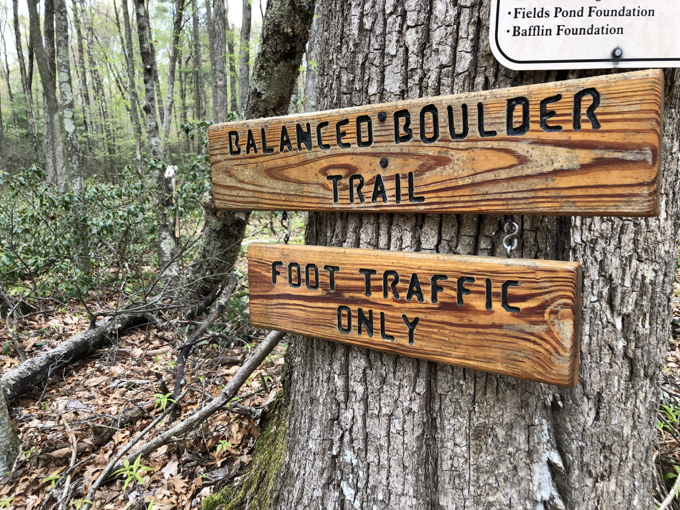 • Fields Pond Foundation
• Bafflin Foundation
BALANCED BOULDER
TRAIL
FOOT TRAFFIC
ONLY